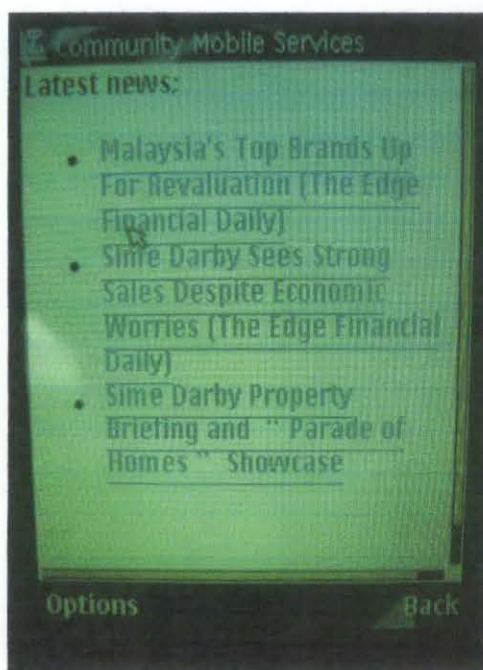 Community Mobile Services
Latest news:
• Malaysia's Top Brands Up
For Revaluation (The Edge
Financial Daily)
• Sime Darby Sees Strong
Sales Despite Economic
Worries (The Edge Financial
Daily)
• Sime Darby Property
Briefing and " Parade of
Homes " Showcase
Options Back